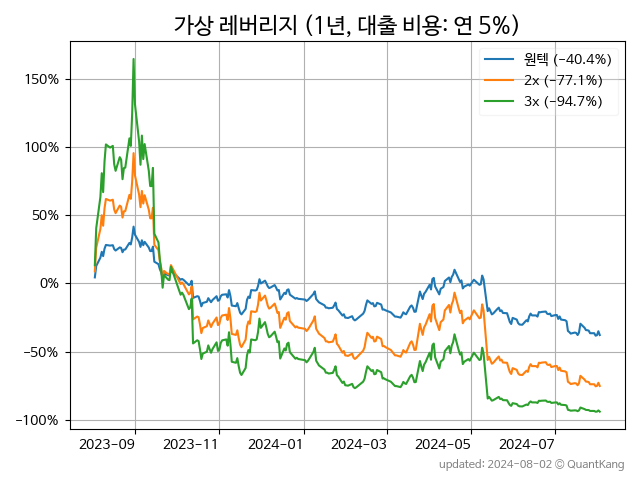 가상 레버리지 (1년, 대출 비용: 연 5%)
원텍 (−40.4%)
2x (−77.1%)
3x (−94.7%)
150%
100%
50%
0%
−50%
−100%
2023-09 2023-11 2024-01 2024-03 2024-05 2024-07
updated: 2024-08-02 © QuantKang